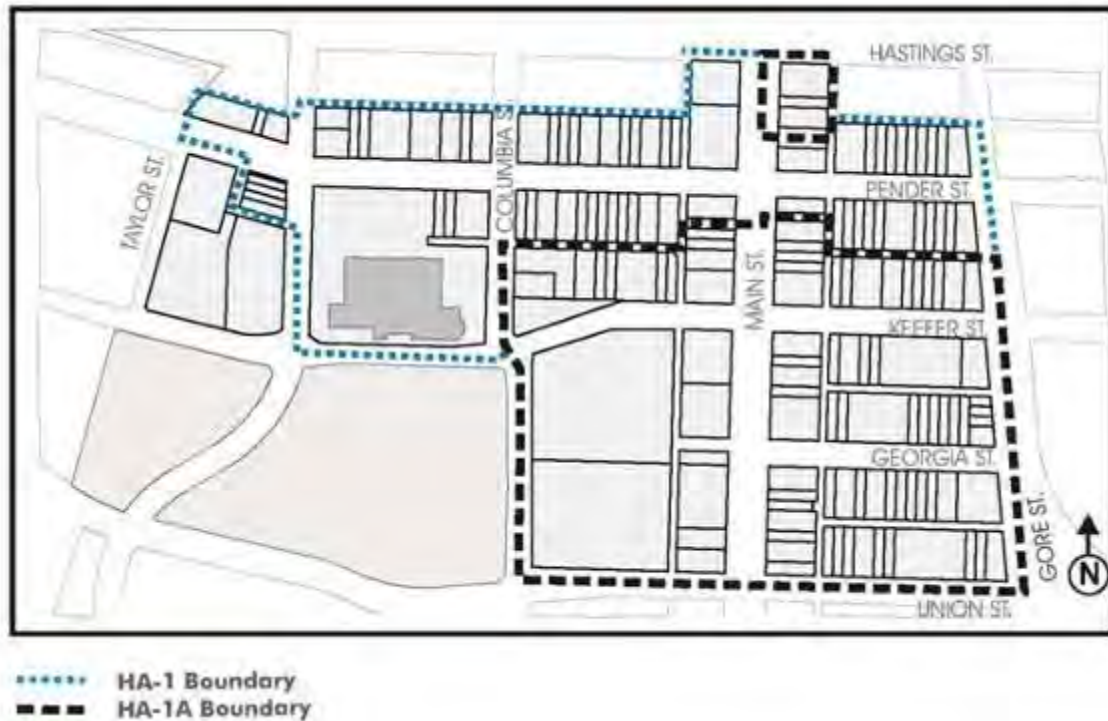 HASTINGS ST.
COLUMBIA S
TAYLOR ST.
PENDER ST.
MAIN ST.
KEEFER ST.
GEORGIA ST.
GORE ST.
N
UNION ST.
HA-1 Boundary
HA-1A Boundary